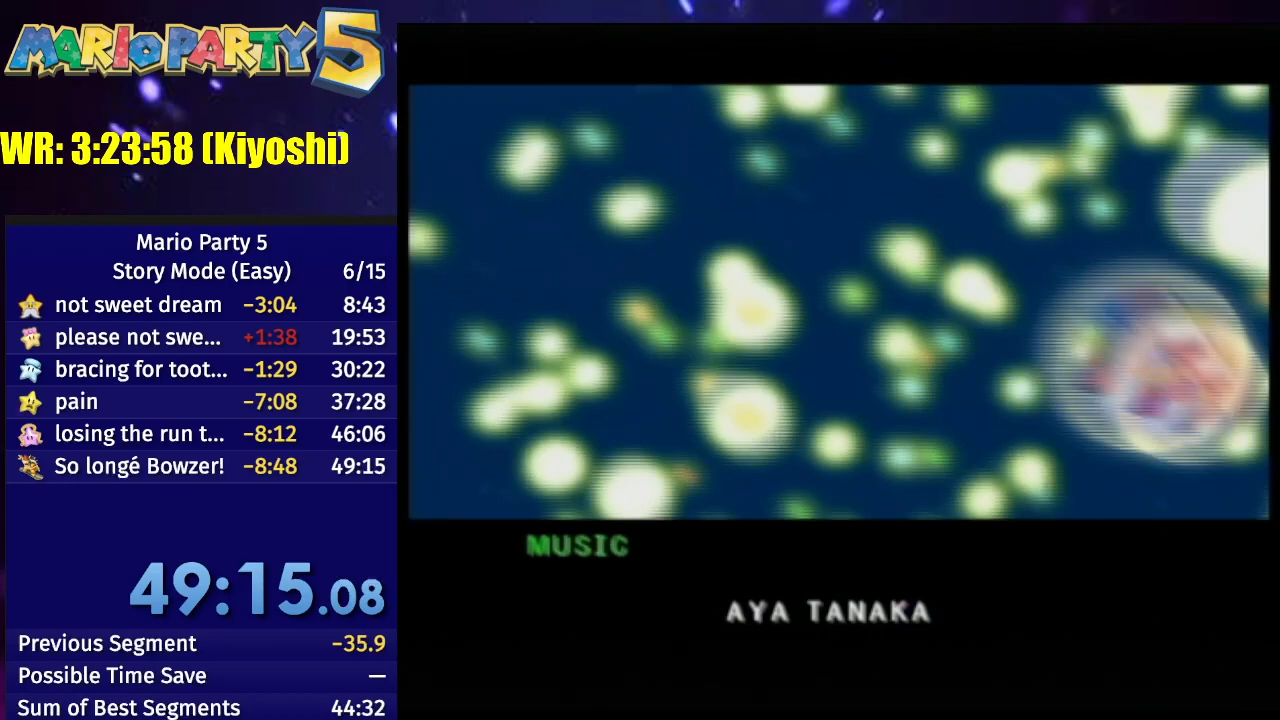 MARIO PARTY 5
WR: 3:23:58 (Kiyoshi)
Mario Party 5
Story Mode (Easy) 6/15
not sweet dream -3:04 8:43
please not swe... +1:38 19:53
bracing for toot... -1:29 30:22
pain -7:08 37:28
losing the run t... -8:12 46:06
So longé Bowzer! -8:48 49:15
49:15.08
Previous Segment -35.9
Possible Time Save —
Sum of Best Segments 44:32
MUSIC
AYA TANAKA